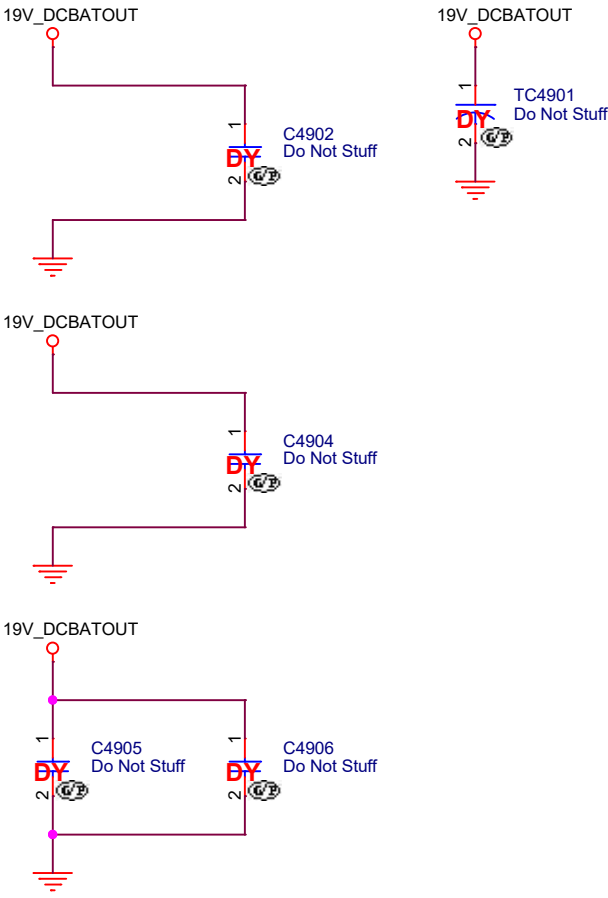 19V_DCBATOUT
1
C4902
Do Not Stuff
DY
2
G/P
19V_DCBATOUT
1
TC4901
Do Not Stuff
DY
2
G/P
19V_DCBATOUT
1
C4904
Do Not Stuff
DY
2
G/P
19V_DCBATOUT
1
C4905
Do Not Stuff
DY
2
G/P
1
C4906
Do Not Stuff
DY
2
G/P